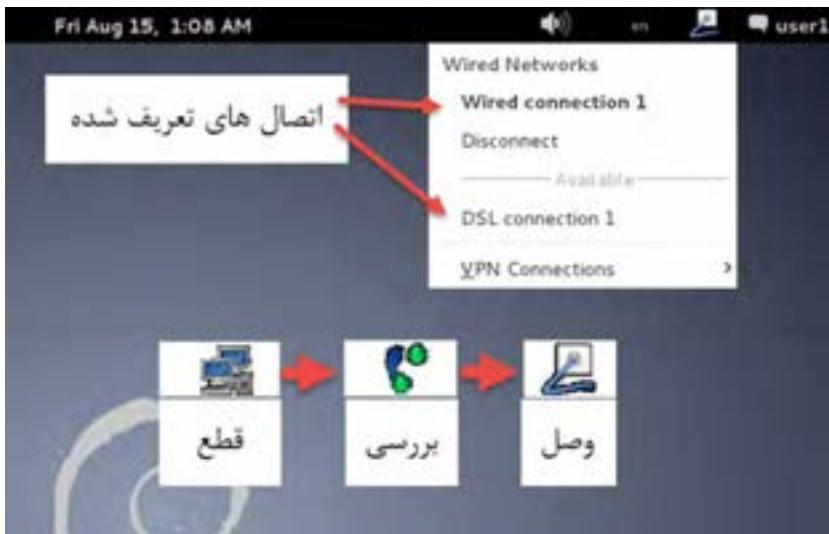 Fri Aug 15, 1:08 AM
en
user1
Wired Networks
Wired connection 1
اتصال های تعریف شده
Disconnect
Available
DSL connection 1
VPN Connections
قطع
بررسی
وصل